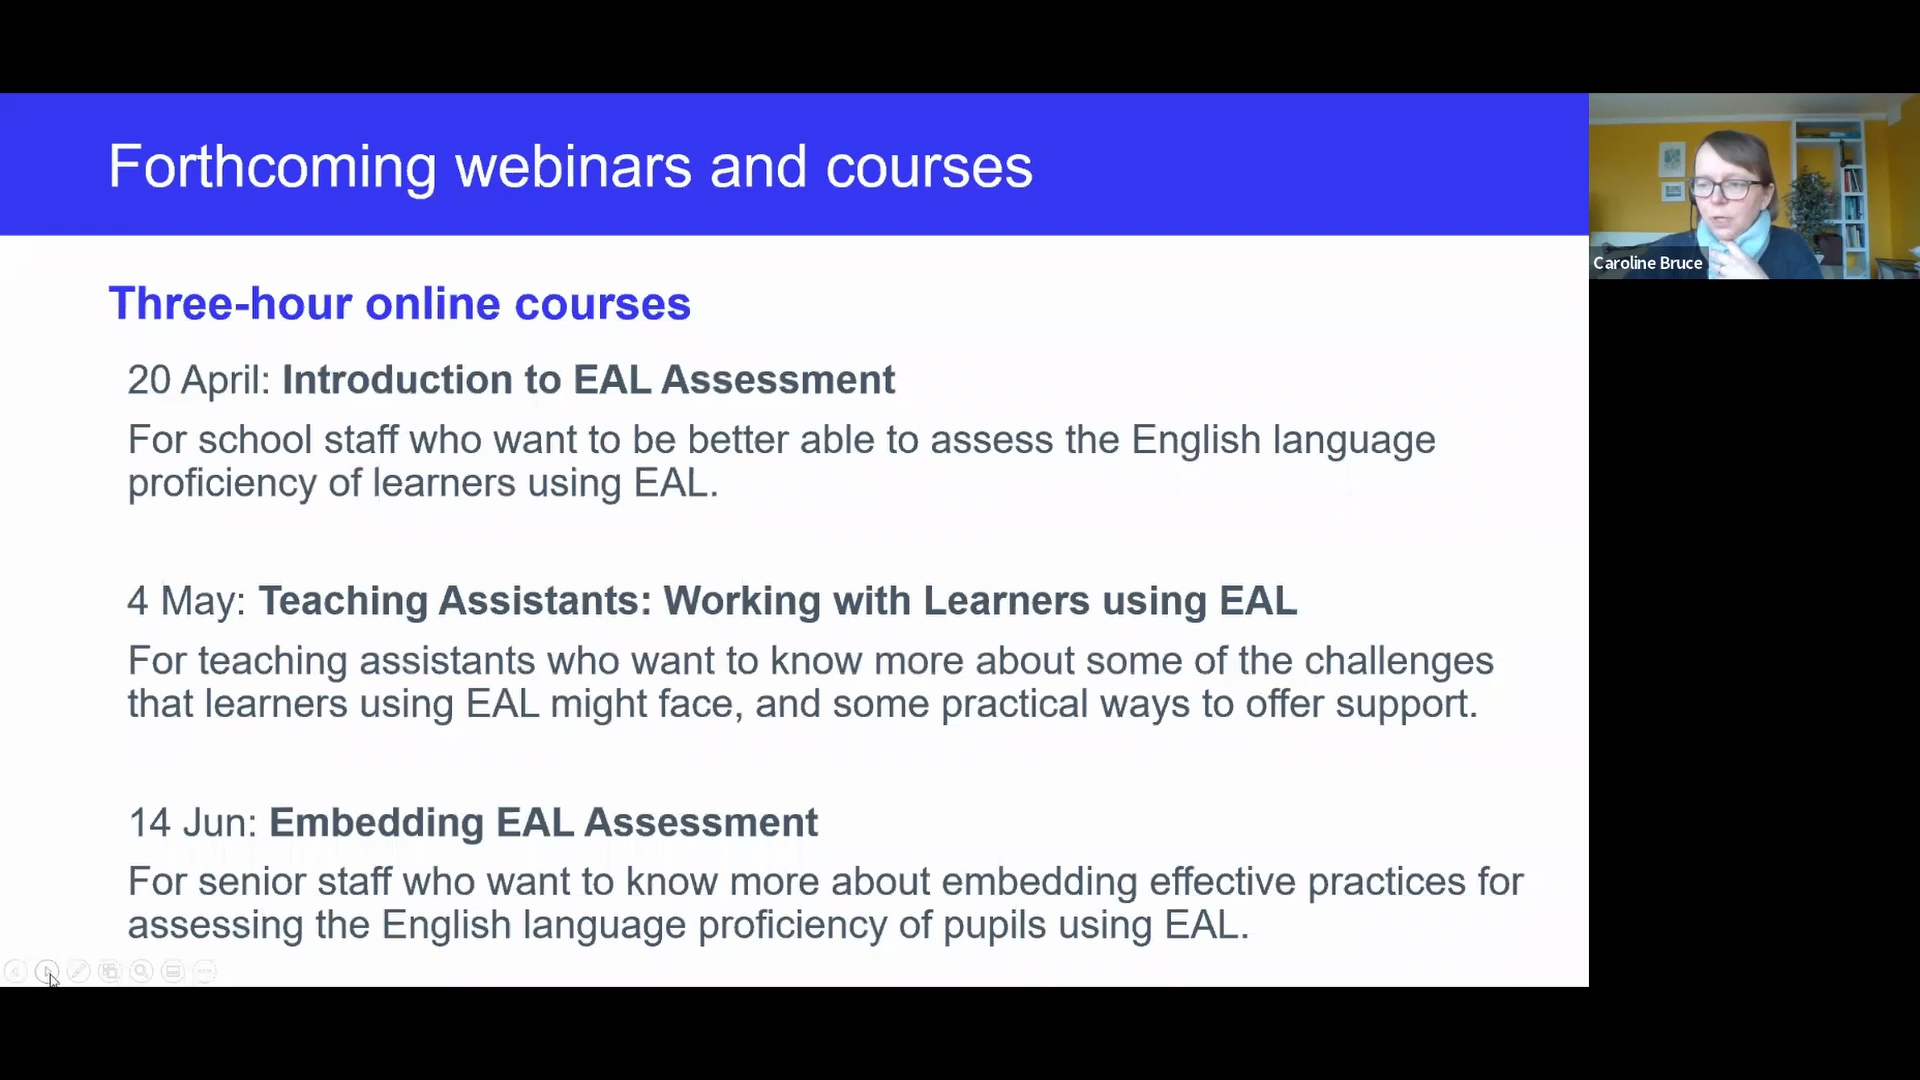 Forthcoming webinars and courses
Caroline Bruce
Three-hour online courses
20 April: Introduction to EAL Assessment
For school staff who want to be better able to assess the English language
proficiency of learners using EAL.
4 May: Teaching Assistants: Working with Learners using EAL
For teaching assistants who want to know more about some of the challenges
that learners using EAL might face, and some practical ways to offer support.
14 Jun: Embedding EAL Assessment
For senior staff who want to know more about embedding effective practices for
assessing the English language proficiency of pupils using EAL.